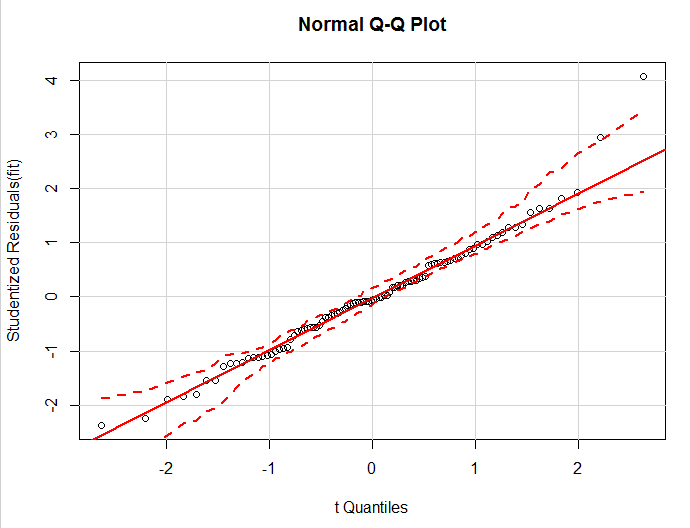 Normal Q-Q Plot
Studentized Residuals(fit)
4
3
2
1
0
-1
-2
-2 -1 0 1 2
t Quantiles